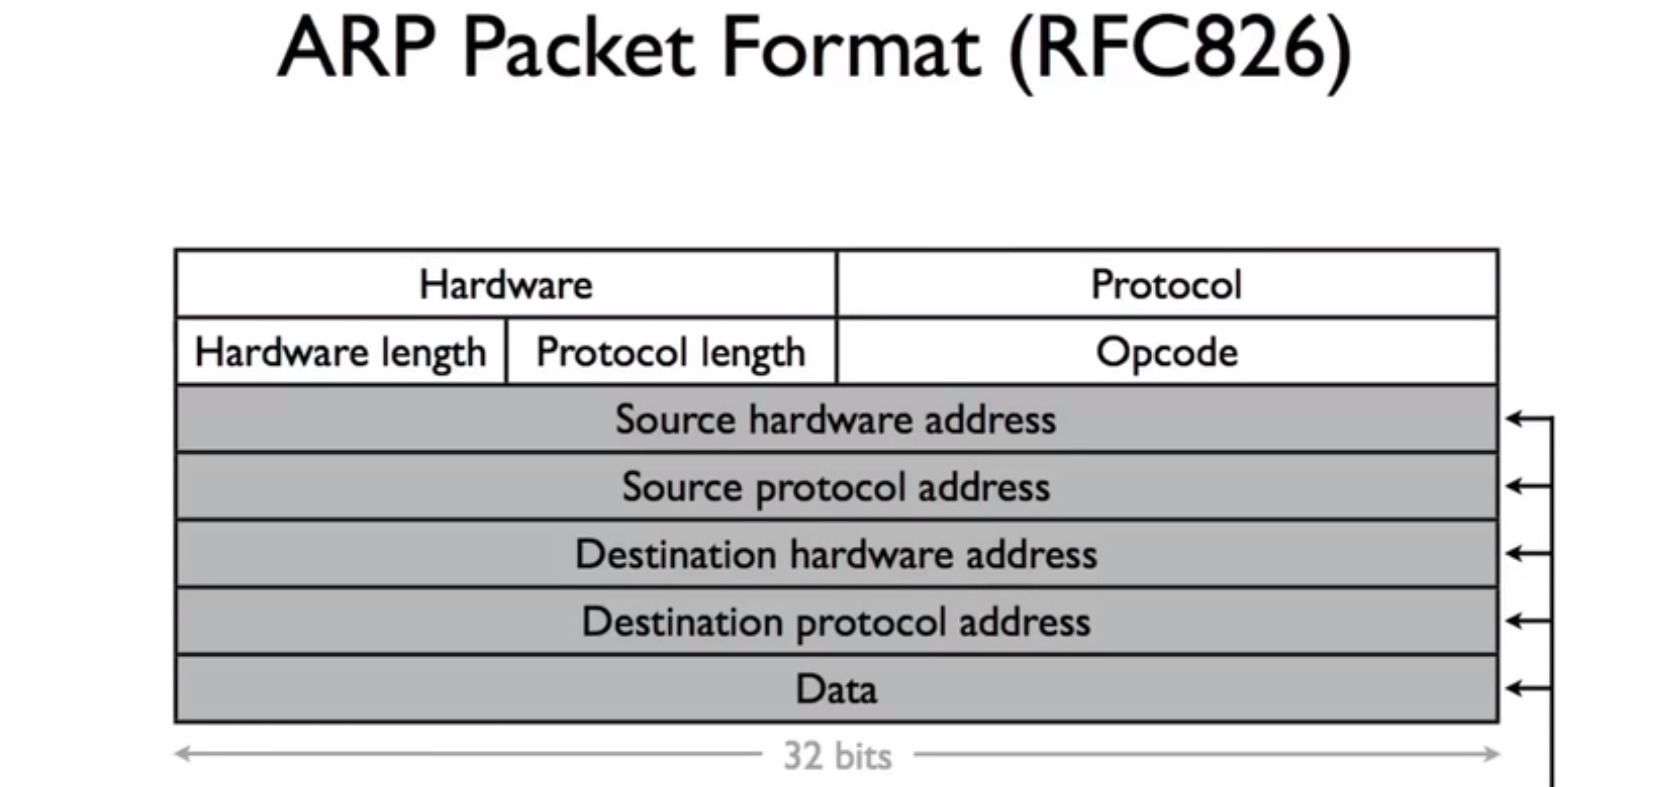 ARP Packet Format (RFC826)
Hardware Protocol
Hardware length Protocol length Opcode
Source hardware address
Source protocol address
Destination hardware address
Destination protocol address
Data
32 bits